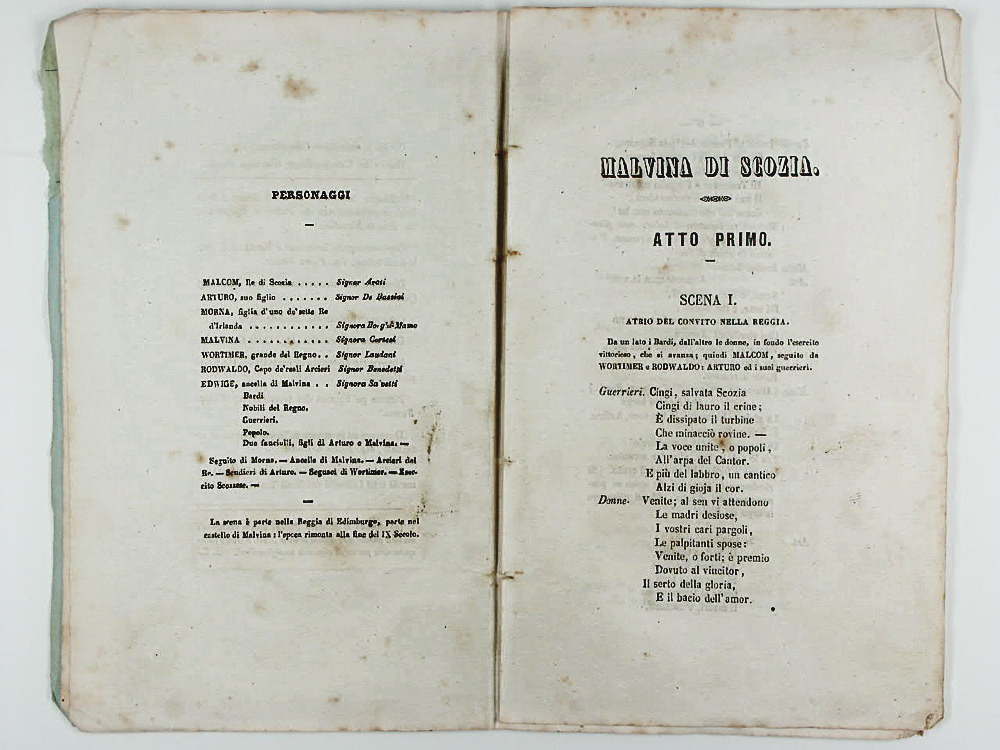 PERSONAGGI
MALCOM, Re di Scozia ..... Signor Arati
ARTURO, suo figlio ....... Signor De Bassini
MORNA, figlia d'uno de'sette Re
d'Irlanda ............ Signora Borghi-Mamo
MALVINA ............ Signora Cortesi
WORTIMER, grande del Regno.. Signor Laudani
RODWALDO, Capo de'reali Arcieri Signor Benedetti
EDWIGE, ancella di Malvina .. Signora Salvetti
Bardi
Nobili del Regno.
Guerrieri.
Popolo.
Due fanciulli, figli di Arturo e Malvina. —
Seguito di Morna. — Ancelle di Malvina. — Arcieri del
Re. — Scudieri di Arturo. — Seguaci di Wortimer. — Eser-
cito Scozzese. —
La scena è parte nella Reggia di Edimburgo, parte nel
castello di Malvina: l'epoca rimonta alla fine del IX Secolo.
MALVINA DI SCOZIA.
ATTO PRIMO.
SCENA I.
ATRIO DEL CONVITO NELLA REGGIA.
Da un lato i Bardi, dall'altro le donne, in fondo l'esercito
vittorioso, che si avanza; quindi MALCOM, seguito da
WORTIMER e RODWALDO: ARTURO ed i suoi guerrieri.
Guerrieri. Cingi, salvata Scozia
Cingi di lauro il crine;
È dissipato il turbine
Che minacciò rovine. —
La voce unite, o popoli,
All'arpa del Cantor.
E più del labbro, un cantico
Alzi di gioja il cor.
Donne. Venite; al sen vi attendono
Le madri desiose,
I vostri cari pargoli,
Le palpitanti spose:
Venite, o forti; è premio
Dovuto al vincitor,
Il serto della gloria,
E il bacio dell'amor.